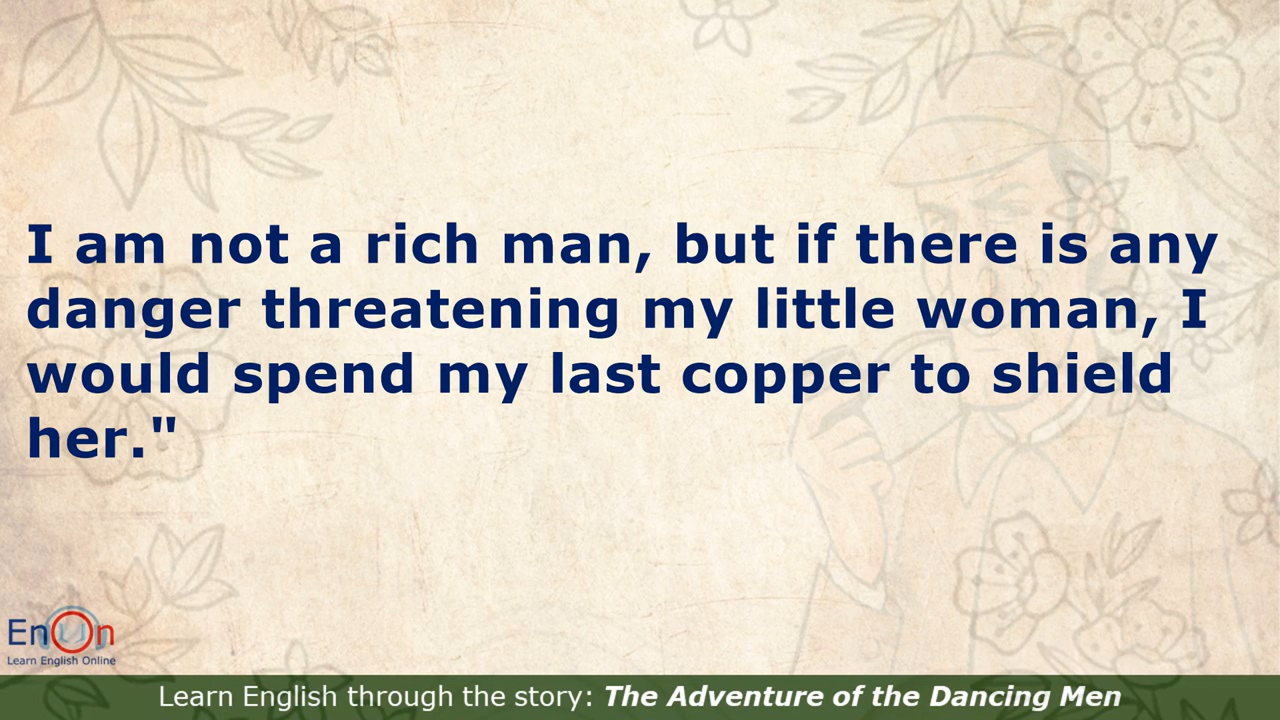 I am not a rich man, but if there is any
danger threatening my little woman, I
would spend my last copper to shield
her."
EnOn
Learn English Online
Learn English through the story: The Adventure of the Dancing Men